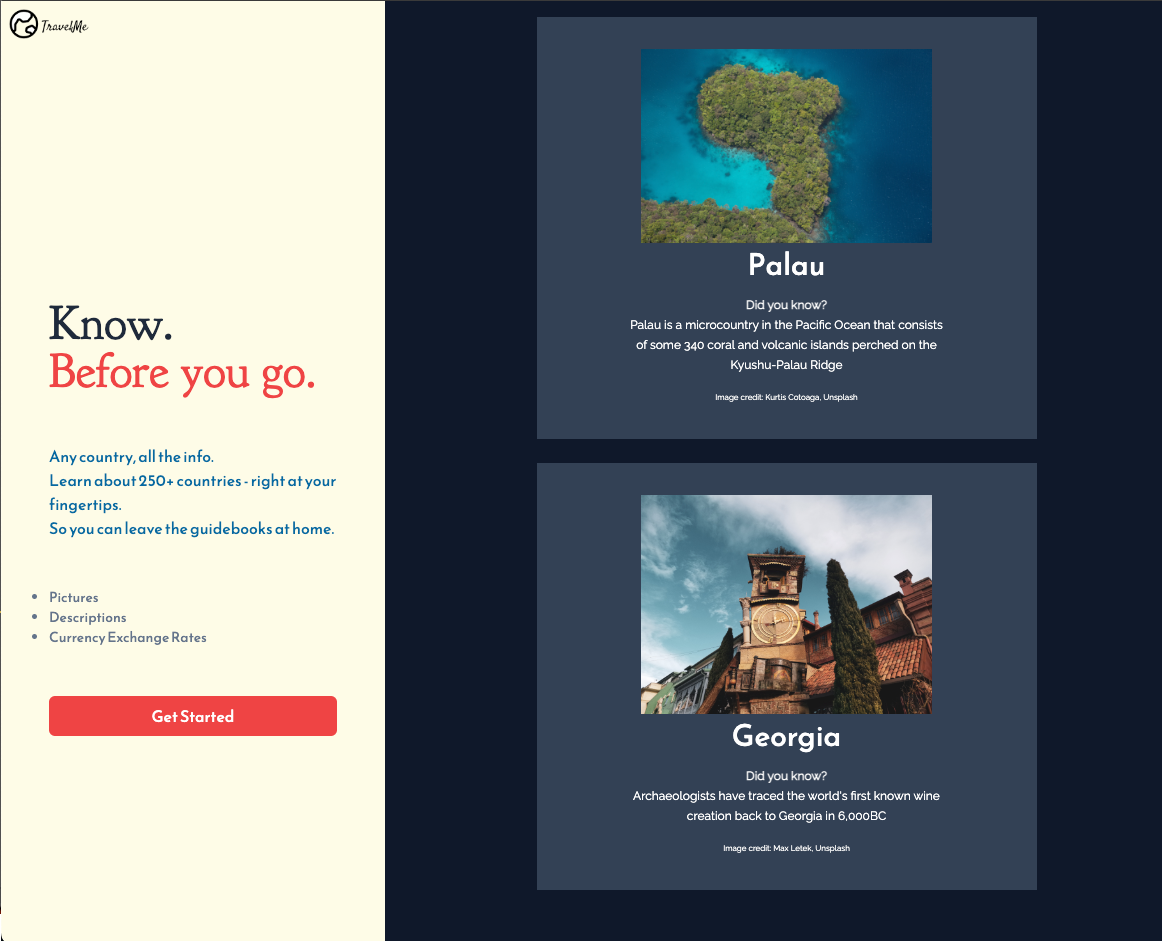 TravelMe
Know.
Before you go.
Any country, all the info.
Learn about 250+ countries - right at your
fingertips.
So you can leave the guidebooks at home.
Pictures
Descriptions
Currency Exchange Rates
Get Started
Palau
Did you know?
Palau is a microcountry in the Pacific Ocean that consists
of some 340 coral and volcanic islands perched on the
Kyushu-Palau Ridge
Image credit: Kurtis Cotoaga, Unsplash
Georgia
Did you know?
Archaeologists have traced the world's first known wine
creation back to Georgia in 6,000BC
Image credit: Max Letek, Unsplash